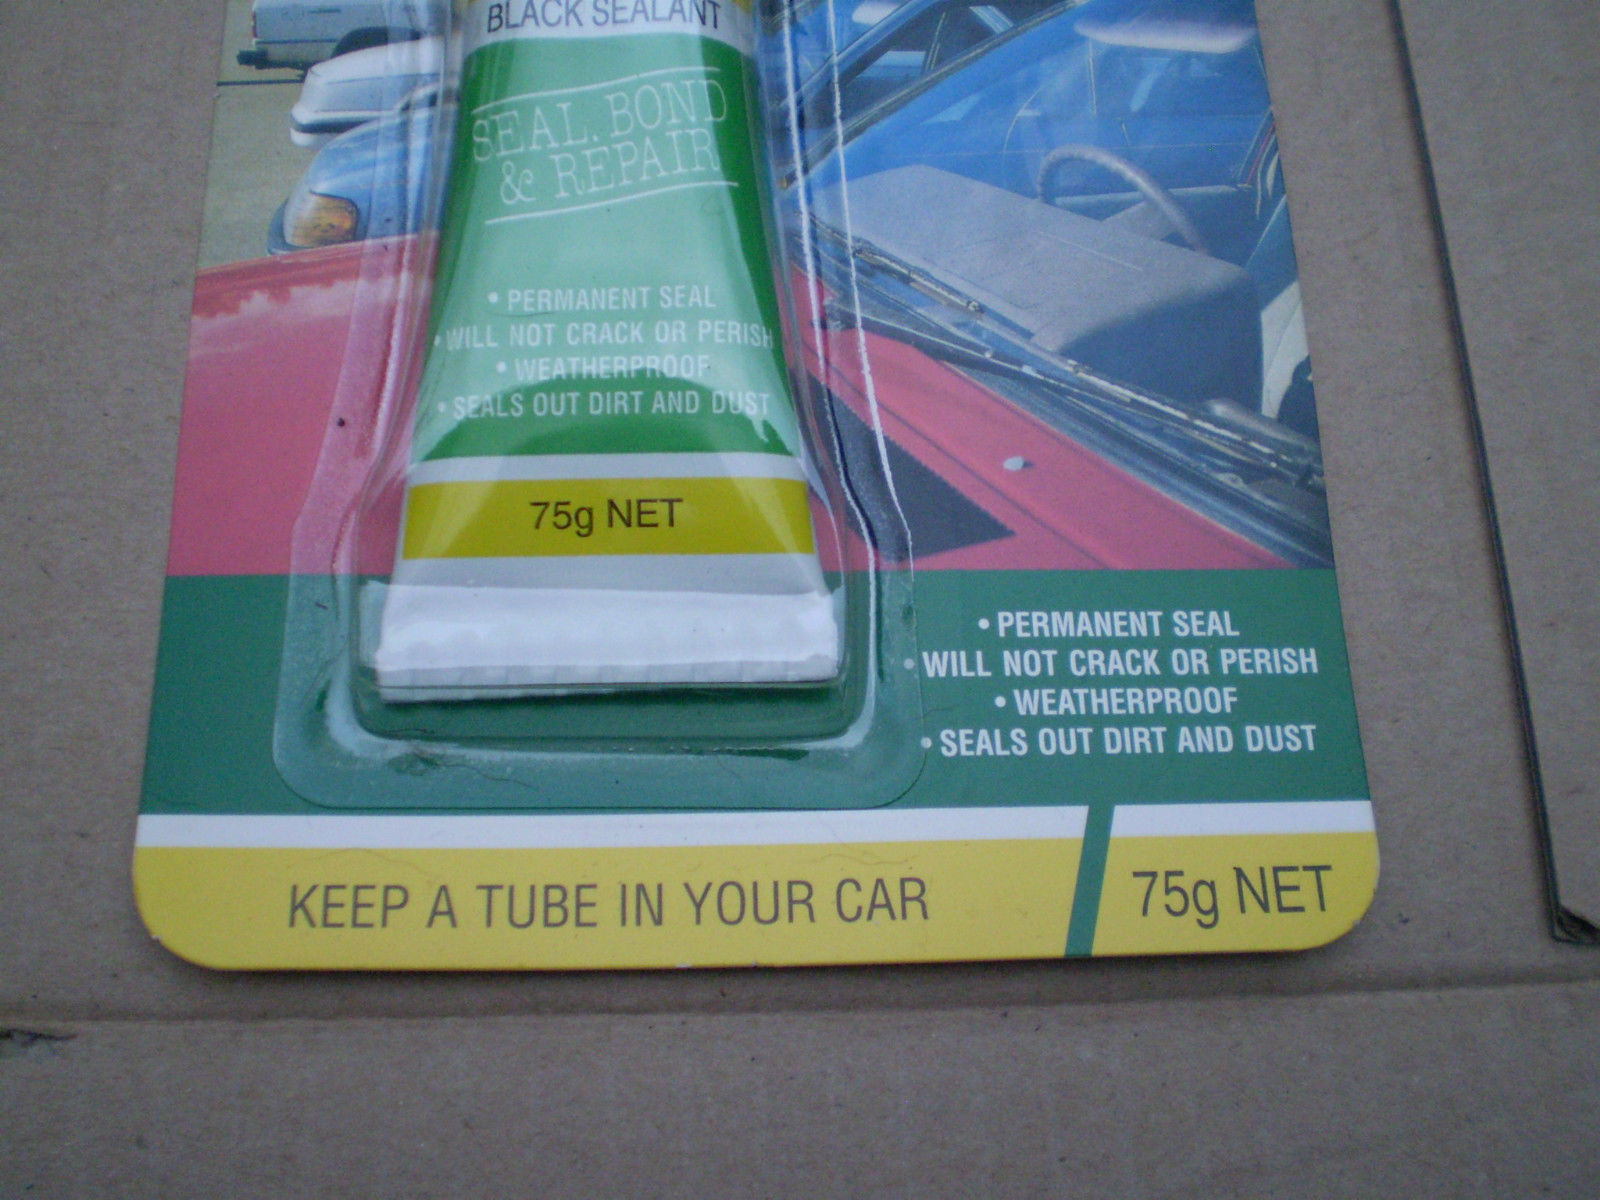 BLACK SEALANT
SEAL. BOND
& REPAIR
• PERMANENT SEAL
• WILL NOT CRACK OR PERISH
• WEATHERPROOF
• SEALS OUT DIRT AND DUST
75g NET
• PERMANENT SEAL
• WILL NOT CRACK OR PERISH
• WEATHERPROOF
• SEALS OUT DIRT AND DUST
KEEP A TUBE IN YOUR CAR
75g NET